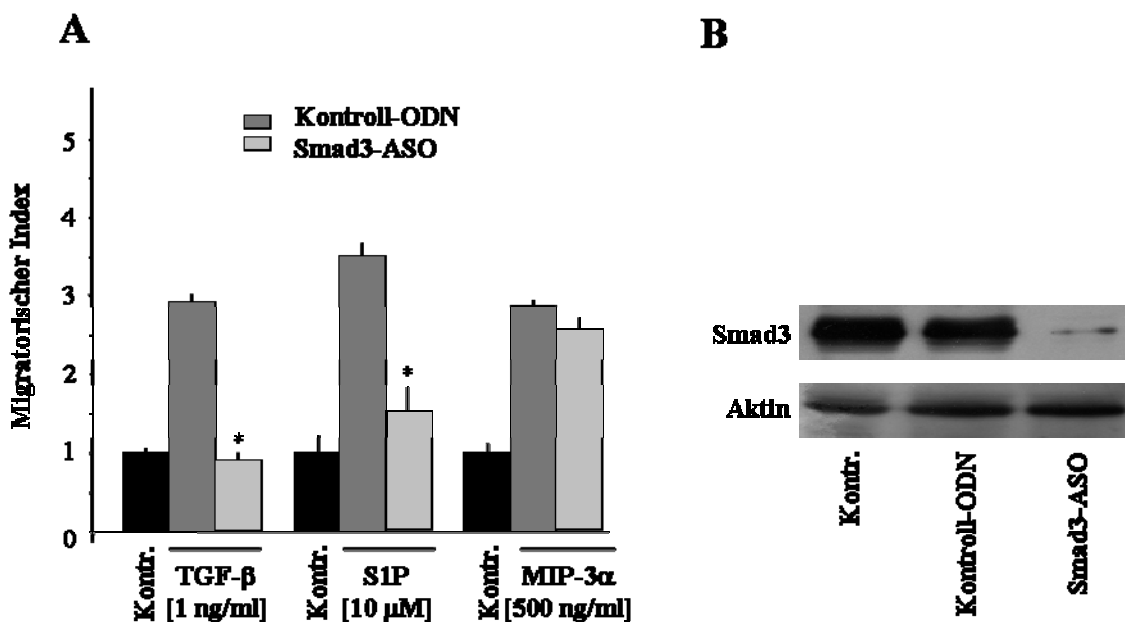 A
B
Kontroll-ODN
Smad3-ASO
Migratorischer Index
5
4
3
2
1
0
*
*
Kontr.
TGF-β
[1 ng/ml]
Kontr.
S1P
[10 µM]
Kontr.
MIP-3α
[500 ng/ml]
Smad3
Aktin
Kontr.
Kontroll-ODN
Smad3-ASO